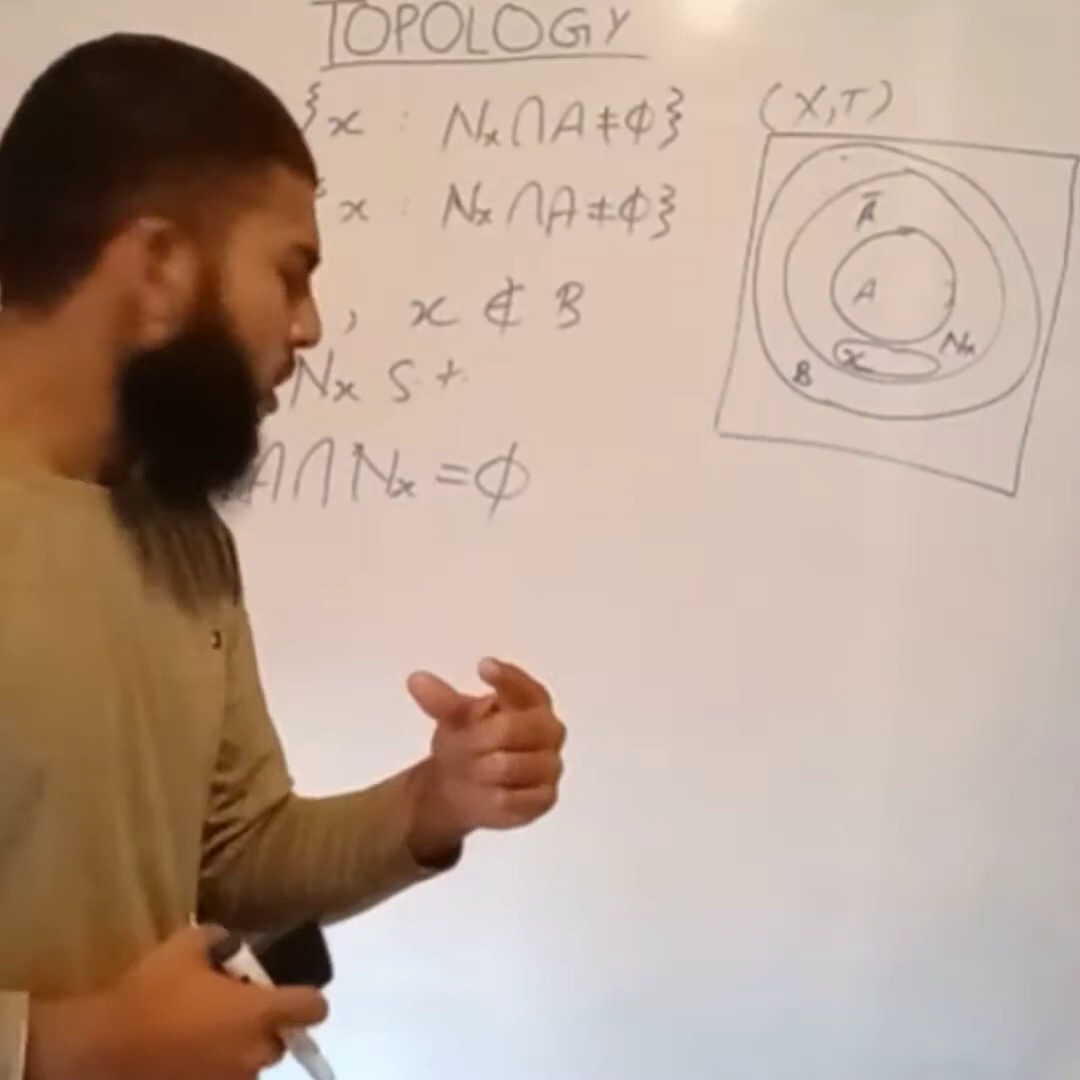 TOPOLOGY
}x : Nx∩A≠ϕ}
x : Nx∩A≠ϕ}
, x ∉ B
Nx s.t.
A∩Nx=ϕ
(X,T)
Ā
A
x
Nx
B